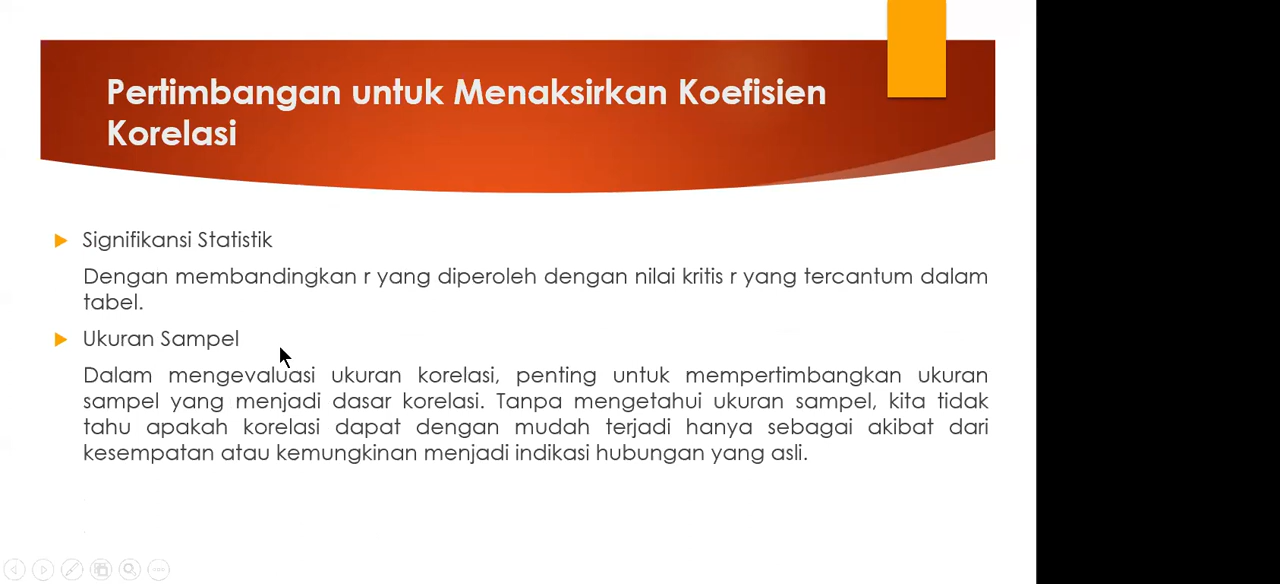 Pertimbangan untuk Menaksirkan Koefisien
Korelasi
Signifikansi Statistik
Dengan membandingkan r yang diperoleh dengan nilai kritis r yang tercantum dalam
tabel.
Ukuran Sampel
Dalam mengevaluasi ukuran korelasi, penting untuk mempertimbangkan ukuran
sampel yang menjadi dasar korelasi. Tanpa mengetahui ukuran sampel, kita tidak
tahu apakah korelasi dapat dengan mudah terjadi hanya sebagai akibat dari
kesempatan atau kemungkinan menjadi indikasi hubungan yang asli.